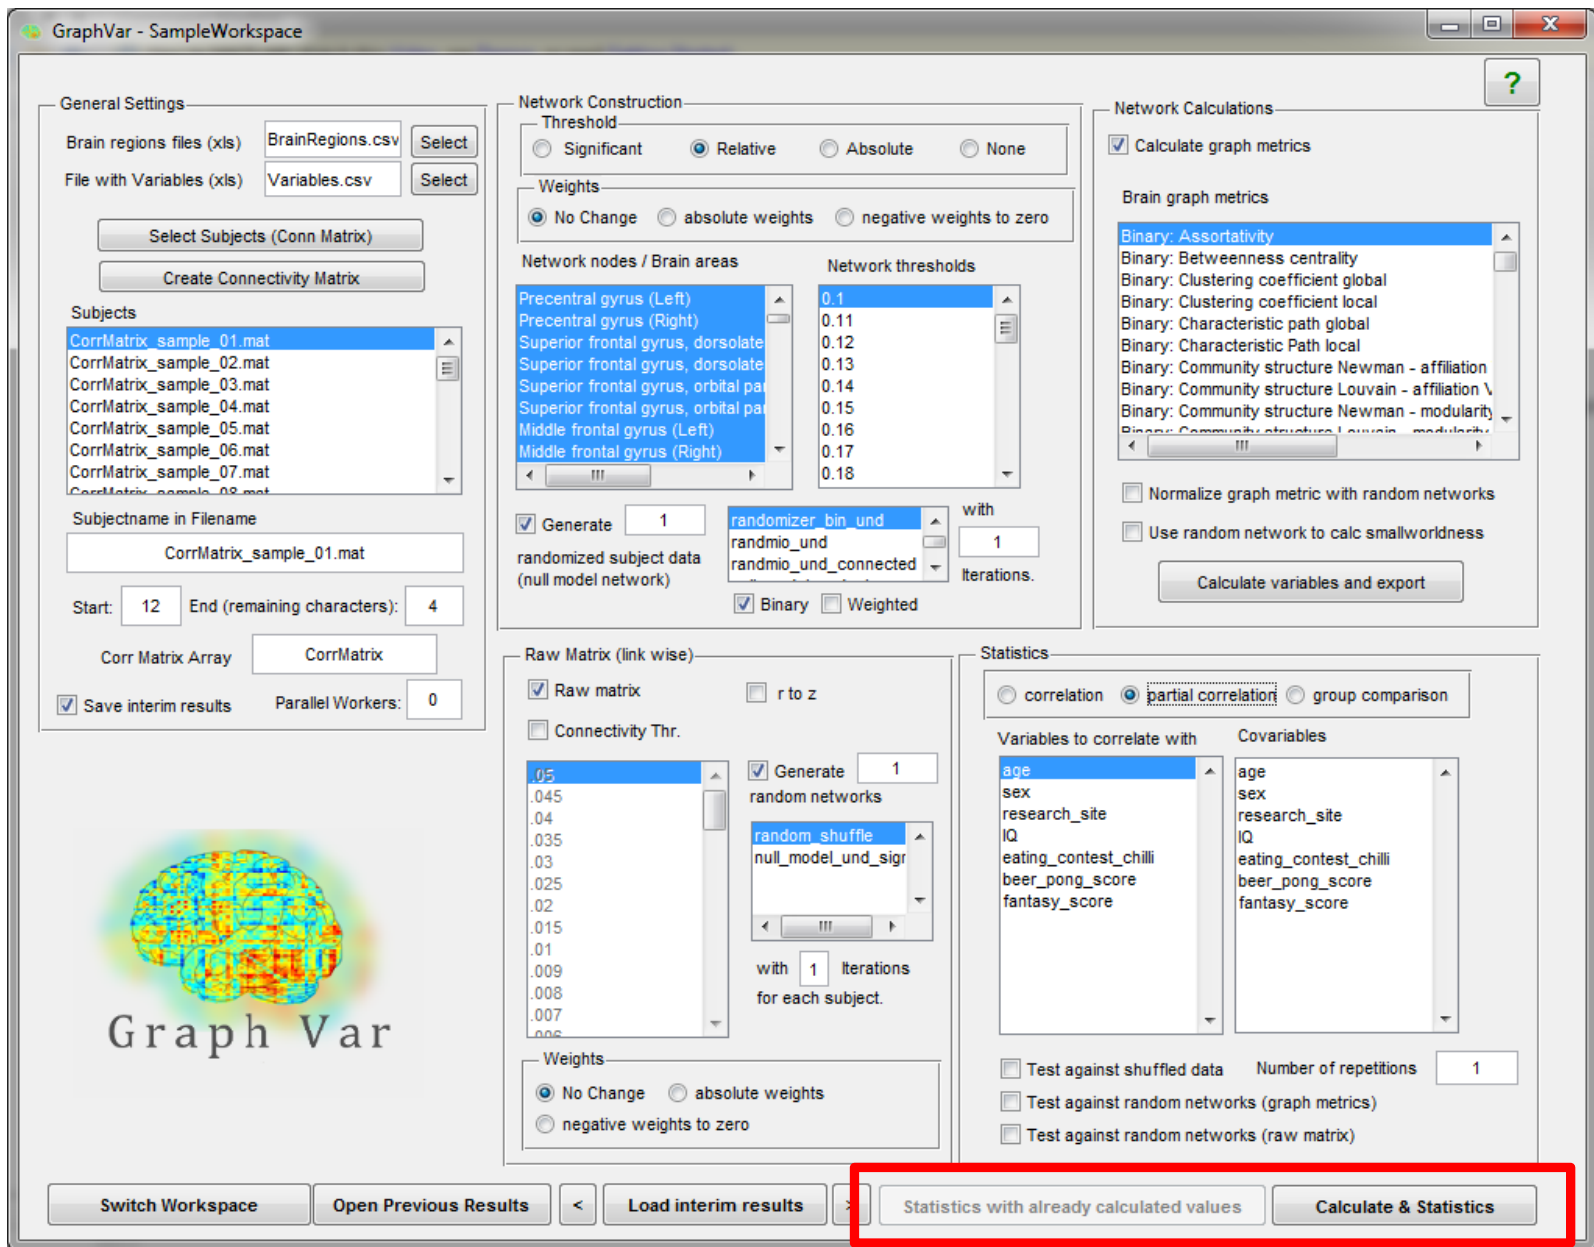 GraphVar - SampleWorkspace
?
General Settings
Brain regions files (xls) BrainRegions.csv Select
File with Variables (xls) Variables.csv Select
Select Subjects (Conn Matrix)
Create Connectivity Matrix
Subjects
CorrMatrix_sample_01.mat
CorrMatrix_sample_02.mat
CorrMatrix_sample_03.mat
CorrMatrix_sample_04.mat
CorrMatrix_sample_05.mat
CorrMatrix_sample_06.mat
CorrMatrix_sample_07.mat
CorrMatrix_sample_08.mat
Subjectname in Filename
CorrMatrix_sample_01.mat
Start: 12 End (remaining characters): 4
Corr Matrix Array CorrMatrix
Save interim results Parallel Workers: 0
Graph Var
Network Construction
Threshold
Significant Relative Absolute None
Weights
No Change absolute weights negative weights to zero
Network nodes / Brain areas
Precentral gyrus (Left)
Precentral gyrus (Right)
Superior frontal gyrus, dorsolate
Superior frontal gyrus, dorsolate
Superior frontal gyrus, orbital pa
Superior frontal gyrus, orbital pa
Middle frontal gyrus (Left)
Middle frontal gyrus (Right)
Network thresholds
0.1
0.11
0.12
0.13
0.14
0.15
0.16
0.17
0.18
Generate 1
randomized subject data
(null model network)
randomizer_bin_und
randmio_und
randmio_und_connected
with
1
Iterations.
Binary Weighted
Network Calculations
Calculate graph metrics
Brain graph metrics
Binary: Assortativity
Binary: Betweenness centrality
Binary: Clustering coefficient global
Binary: Clustering coefficient local
Binary: Characteristic path global
Binary: Characteristic Path local
Binary: Community structure Newman - affiliation
Binary: Community structure Louvain - affiliation V
Binary: Community structure Newman - modularity
Binary: Community structure Louvain - modularity
Normalize graph metric with random networks
Use random network to calc smallworldness
Calculate variables and export
Raw Matrix (link wise)
Raw matrix r to z
Connectivity Thr.
.05
.045
.04
.035
.03
.025
.02
.015
.01
.009
.008
.007
.006
Generate 1
random networks
random_shuffle
null_model_und_sigr
with 1 Iterations
for each subject.
Weights
No Change absolute weights
negative weights to zero
Statistics
correlation partial correlation group comparison
Variables to correlate with
age
sex
research_site
IQ
eating_contest_chilli
beer_pong_score
fantasy_score
Covariables
age
sex
research_site
IQ
eating_contest_chilli
beer_pong_score
fantasy_score
Test against shuffled data Number of repetitions 1
Test against random networks (graph metrics)
Test against random networks (raw matrix)
Switch Workspace Open Previous Results < Load interim results > Statistics with already calculated values Calculate & Statistics